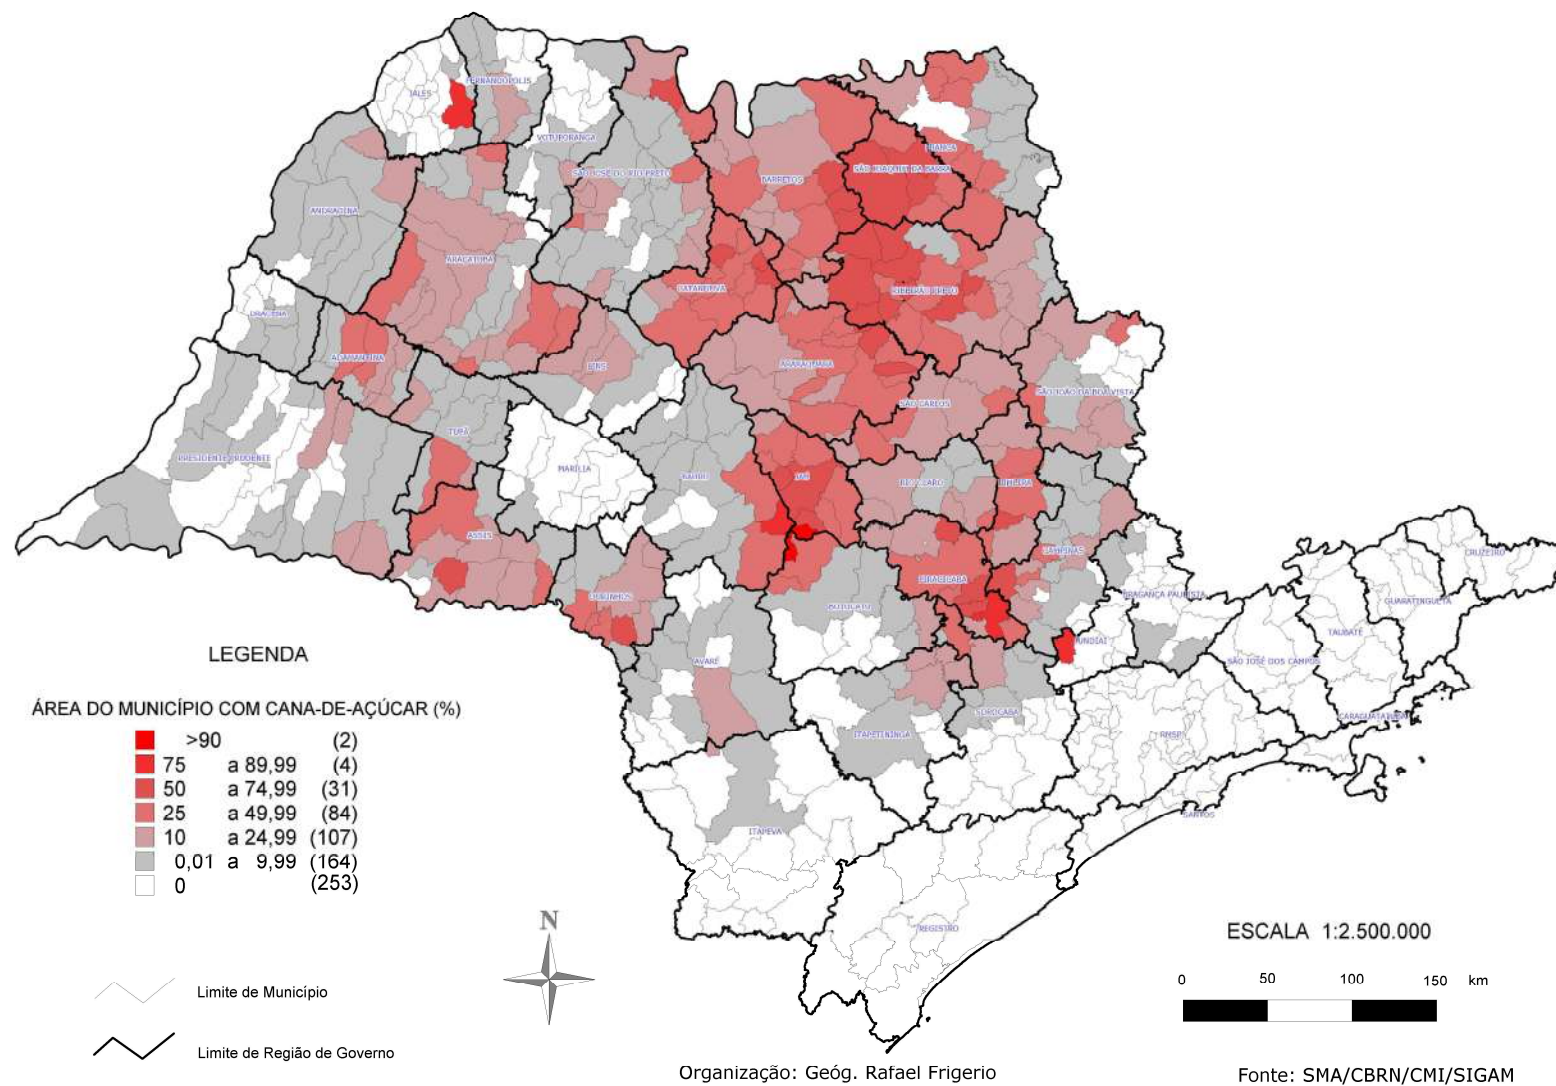 JALES
FERNANDÓPOLIS
VOTUPORANGA
SÃO JOSÉ DO RIO PRETO
BARRETOS
FRANCA
SÃO JOAQUIM DA BARRA
ANDRADINA
ARAÇATUBA
CATANDUVA
RIBEIRÃO PRETO
DRACENA
ADAMANTINA
LINS
ARARAQUARA
SÃO CARLOS
SÃO JOÃO DA BOA VISTA
TUPÃ
PRESIDENTE PRUDENTE
MARÍLIA
BAURU
JAÚ
RIO CLARO
LIMEIRA
ASSIS
CAMPINAS
CRUZEIRO
OURINHOS
PIRACICABA
BOTUCATU
BRAGANÇA PAULISTA
GUARATINGUETÁ
TAUBATÉ
JUNDIAÍ
AVARÉ
SÃO JOSÉ DOS CAMPOS
SOROCABA
CARAGUATATUBA
ITAPETININGA
RMSP
SANTOS
ITAPEVA
REGISTRO
LEGENDA
ÁREA DO MUNICÍPIO COM CANA-DE-AÇÚCAR (%)
>90 (2)
75 a 89,99 (4)
50 a 74,99 (31)
25 a 49,99 (84)
10 a 24,99 (107)
0,01 a 9,99 (164)
0 (253)
N
ESCALA 1:2.500.000
0 50 100 150 km
Limite de Município
Limite de Região de Governo
Organização: Geóg. Rafael Frigerio
Fonte: SMA/CBRN/CMI/SIGAM